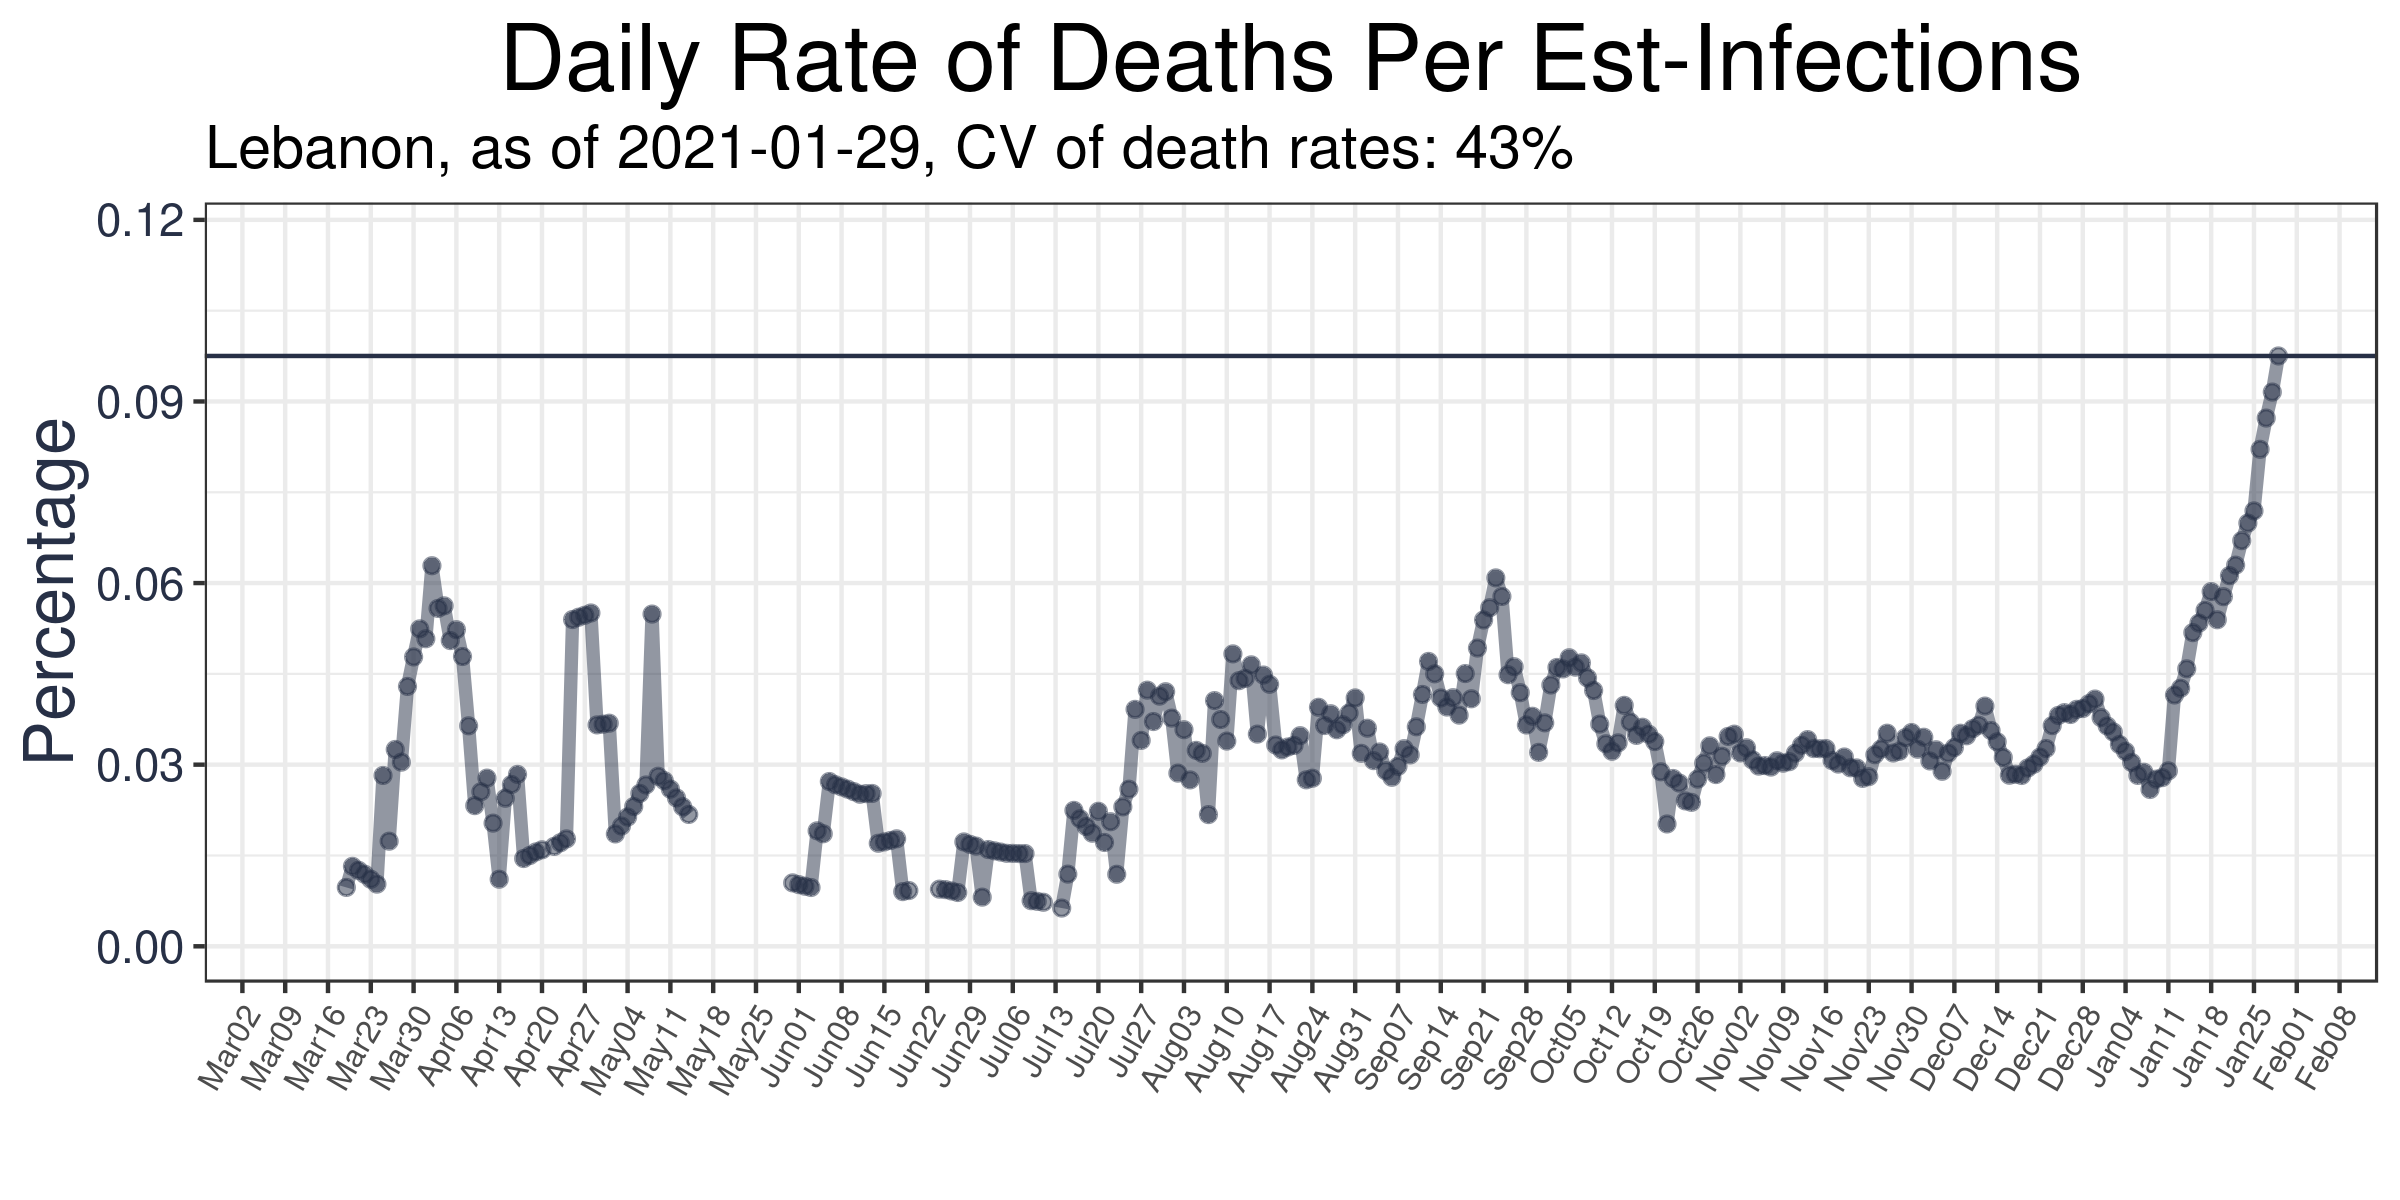 Daily Rate of Deaths Per Est-Infections
Lebanon, as of 2021-01-29, CV of death rates: 43%
Percentage
0.12
0.09
0.06
0.03
0.00
Mar02 Mar09 Mar16 Mar23 Mar30 Apr06 Apr13 Apr20 Apr27 May04 May11 May18 May25 Jun01 Jun08 Jun15 Jun22 Jun29 Jul06 Jul13 Jul20 Jul27 Aug03 Aug10 Aug17 Aug24 Aug31 Sep07 Sep14 Sep21 Sep28 Oct05 Oct12 Oct19 Oct26 Nov02 Nov09 Nov16 Nov23 Nov30 Dec07 Dec14 Dec21 Dec28 Jan04 Jan11 Jan18 Jan25 Feb01 Feb08